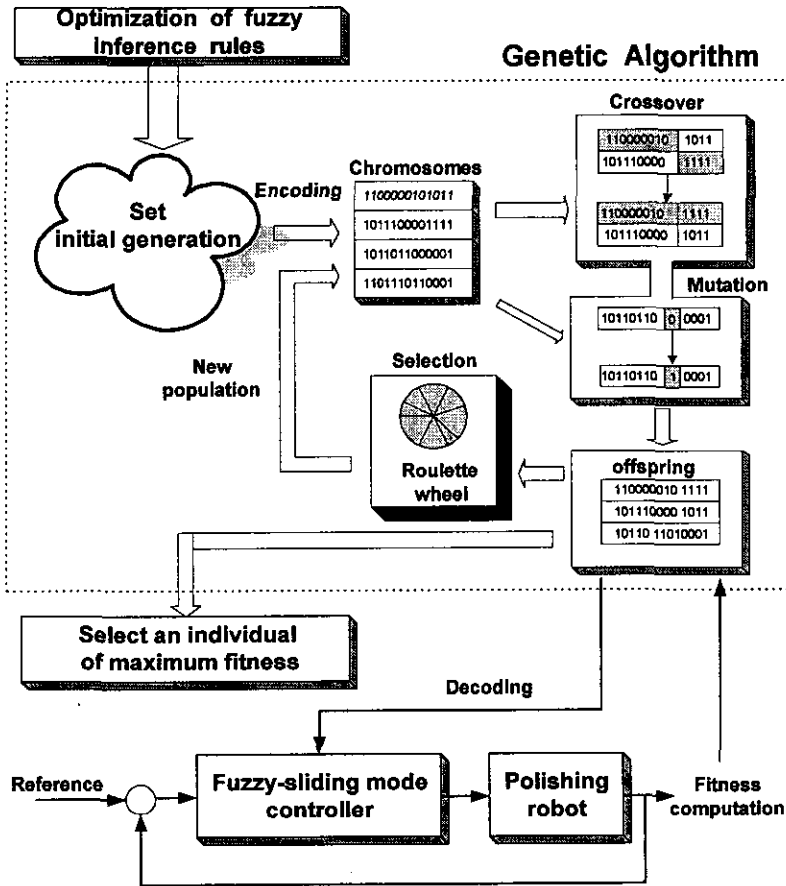 Optimization of fuzzy
inference rules
Genetic Algorithm
Crossover
110000010 1011
101110000 1111
110000010 1111
101110000 1011
Chromosomes
Encoding
1100000101011
1011100001111
1011011000001
1101110110001
Set
initial generation
Mutation
10110110 0 0001
10110110 1 0001
New
population
Selection
Roulette
wheel
offspring
110000010 1111
101110000 1011
10110 11010001
Select an individual
of maximum fitness
Decoding
Reference
Fuzzy-sliding mode
controller
Polishing
robot
Fitness
computation